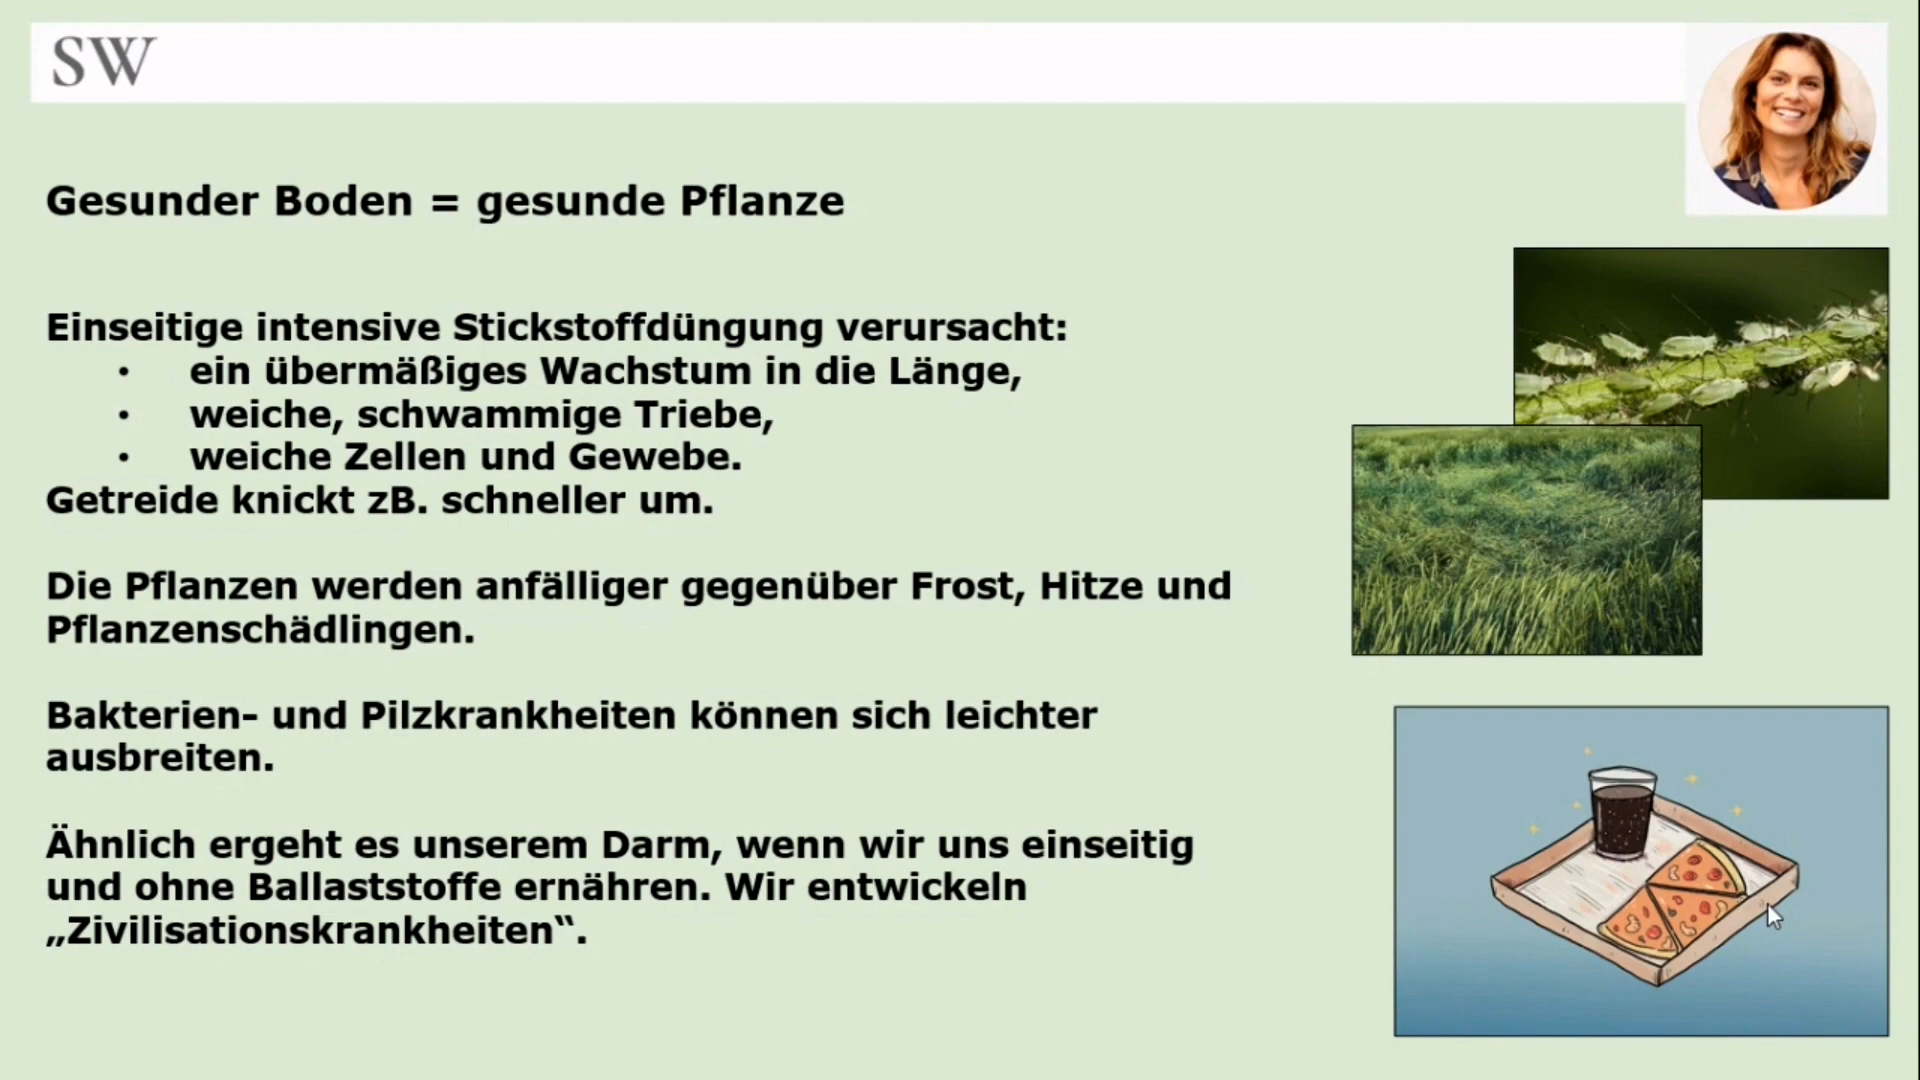 SW
Gesunder Boden = gesunde Pflanze
Einseitige intensive Stickstoffdüngung verursacht:
• ein übermäßiges Wachstum in die Länge,
• weiche, schwammige Triebe,
• weiche Zellen und Gewebe.
Getreide knickt zB. schneller um.
Die Pflanzen werden anfälliger gegenüber Frost, Hitze und
Pflanzenschädlingen.
Bakterien- und Pilzkrankheiten können sich leichter
ausbreiten.
Ähnlich ergeht es unserem Darm, wenn wir uns einseitig
und ohne Ballaststoffe ernähren. Wir entwickeln
„Zivilisationskrankheiten“.